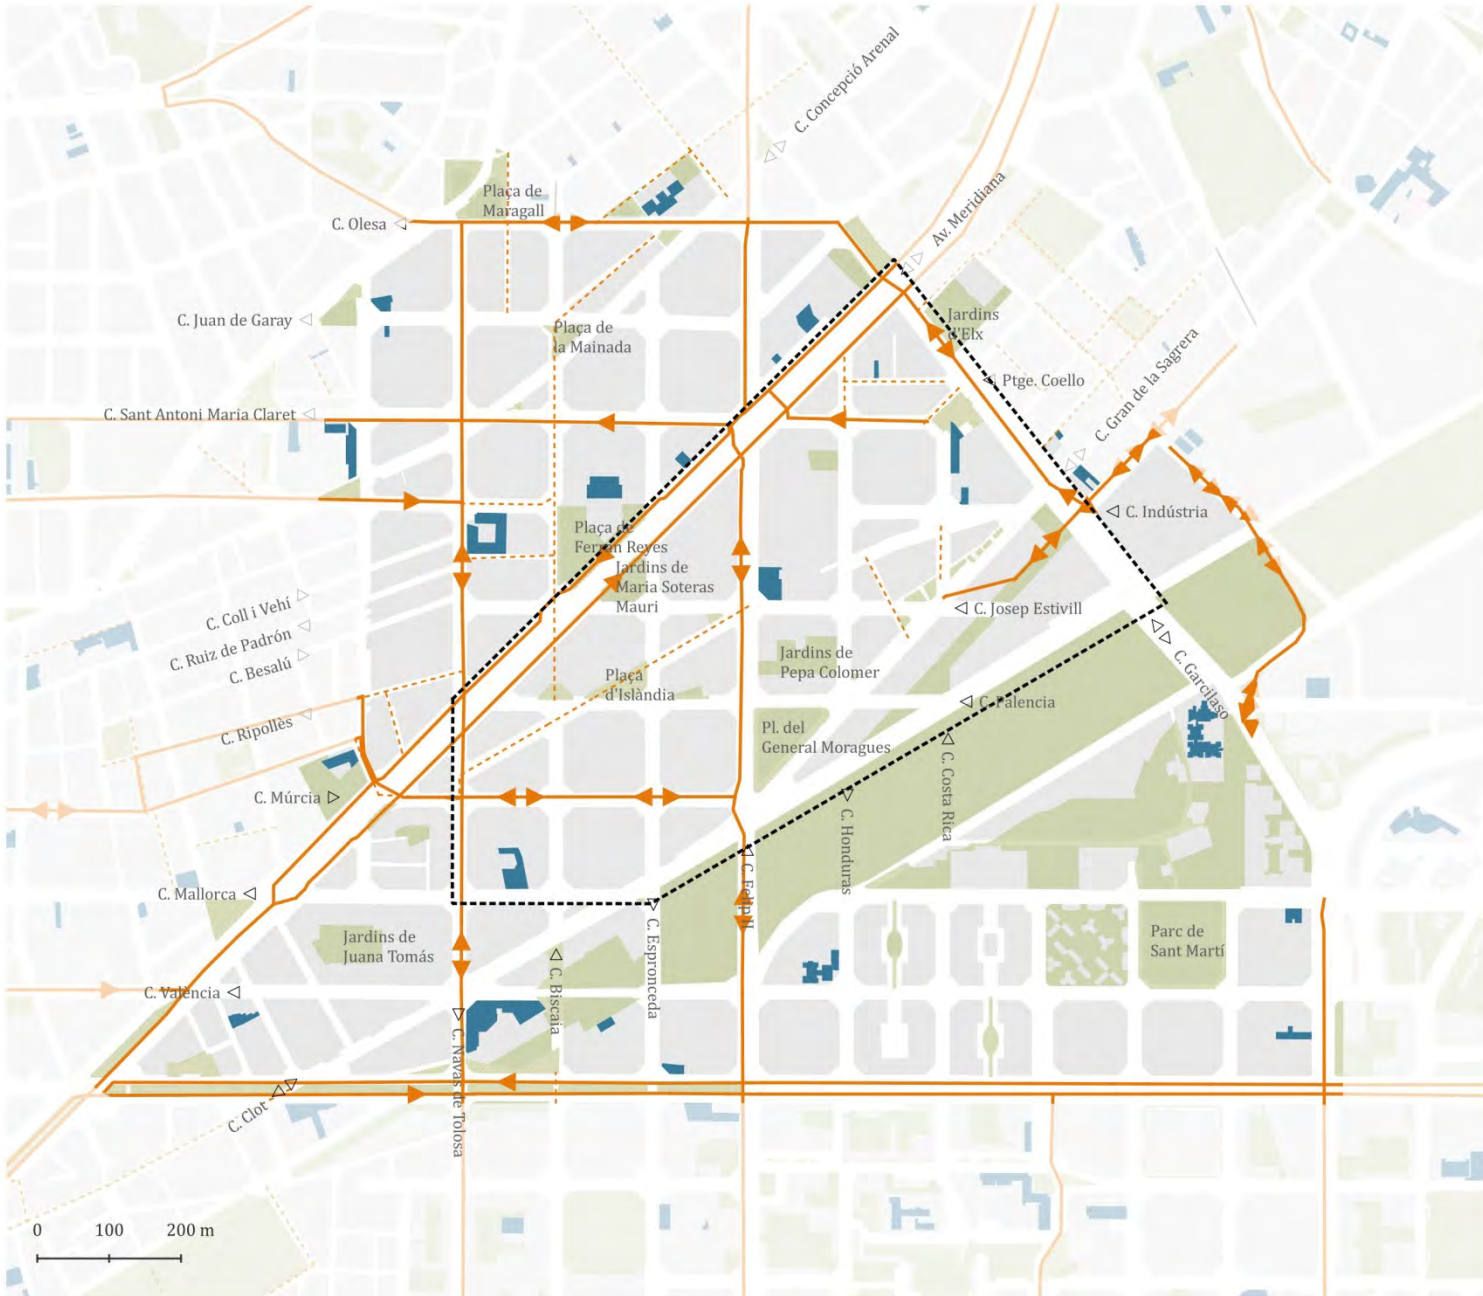 C. Concepció Arenal
Plaça de
Maragall
C. Olesa
Av. Meridiana
C. Juan de Garay
Plaça de
la Mainada
Jardins
d'Elx
Ptge. Coello
C. Gran de la Sagrera
C. Sant Antoni Maria Claret
C. Indústria
Plaça de
Ferran Reyes
Jardins de
Maria Soteras
Mauri
C. Coll i Vehí
C. Ruiz de Padrón
C. Besalú
C. Josep Estivill
Jardins de
Pepa Colomer
Plaça
d'Islàndia
C. Garcilaso
C. Palencia
C. Ripollès
Pl. del
General Moragues
C. Costa Rica
C. Múrcia
C. Honduras
C. Mallorca
C. Felip II
C. Espronceda
Jardins de
Juana Tomás
Parc de
Sant Martí
C. Biscaia
C. València
C. Navas de Tolosa
C. Clot
0 100 200 m